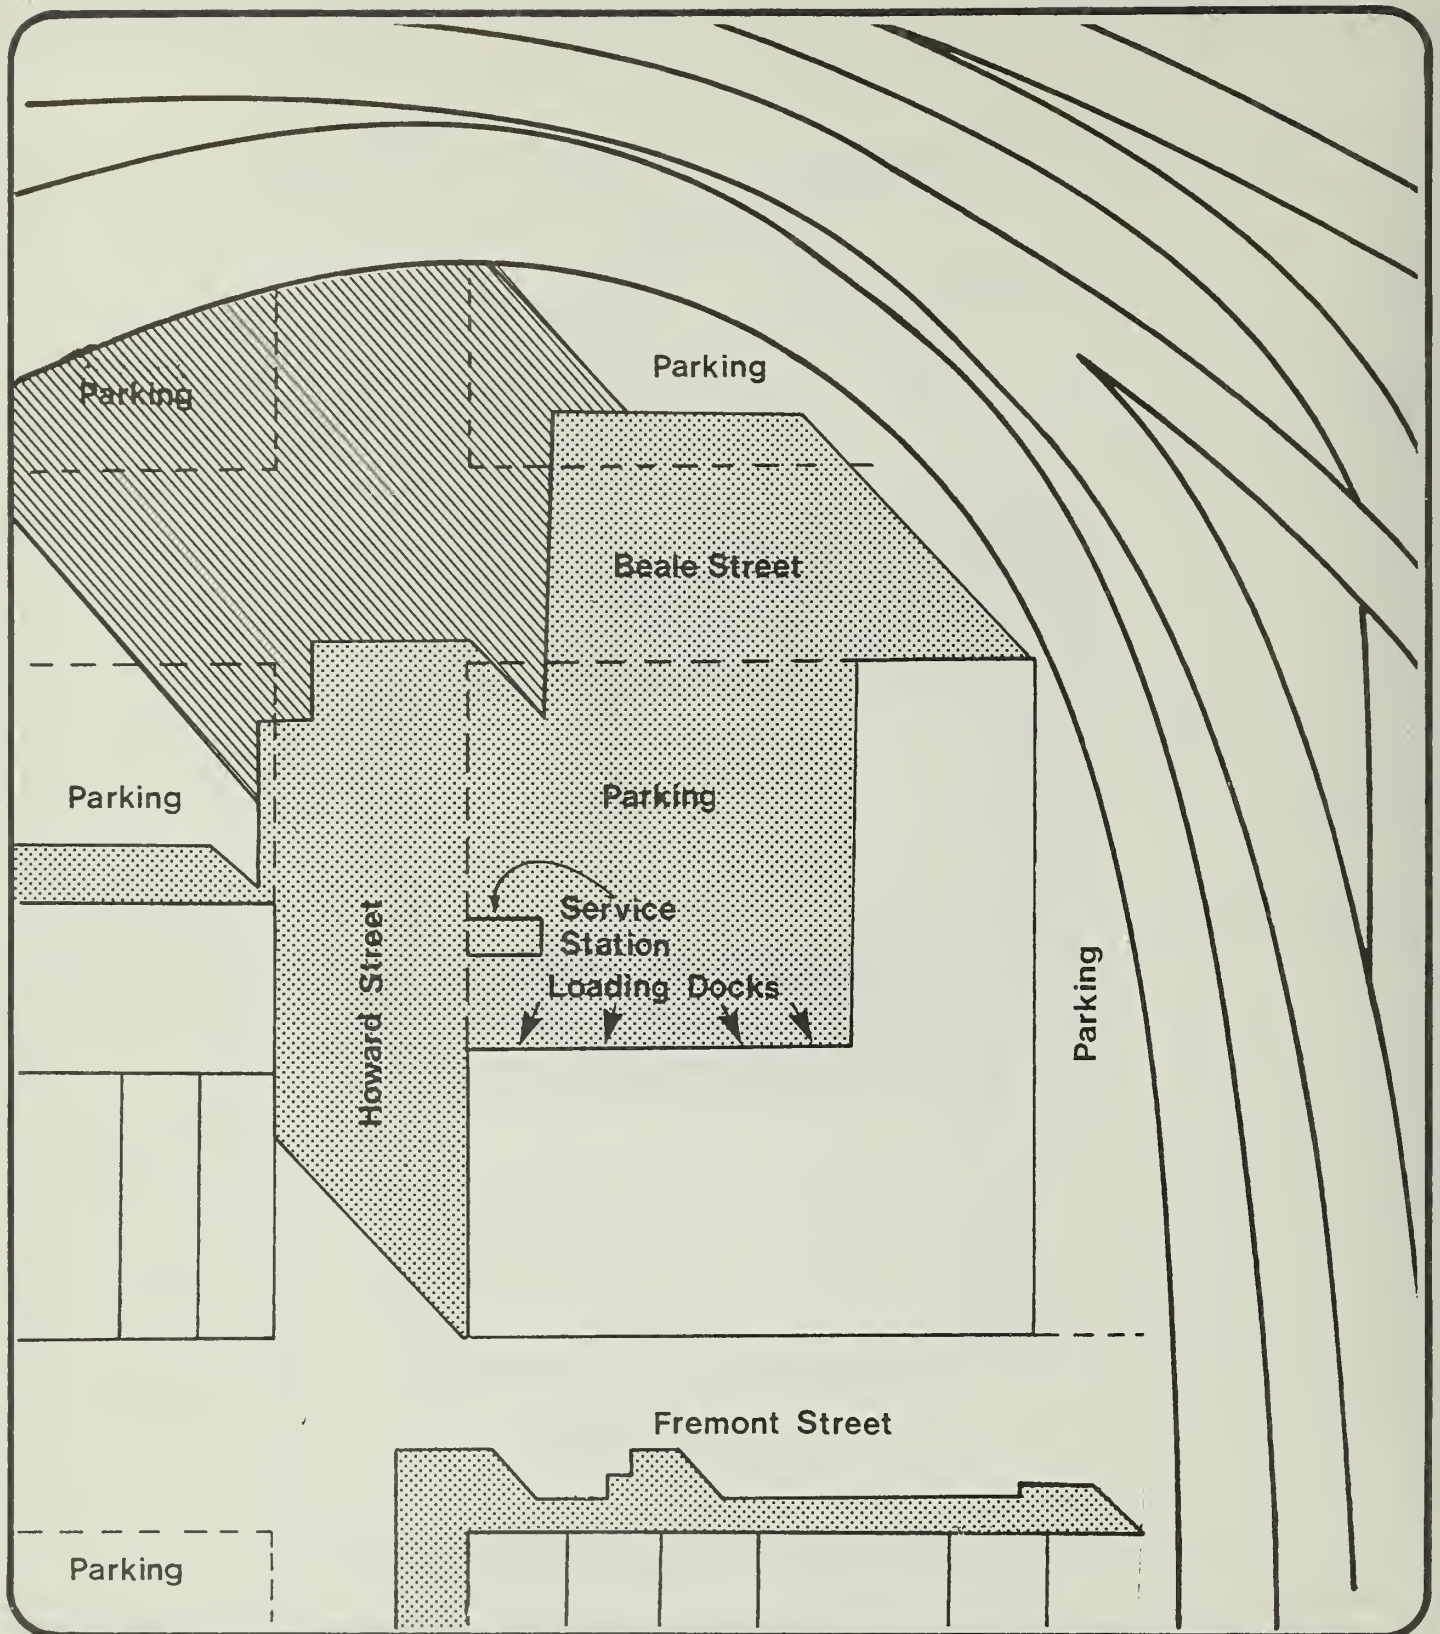 Parking
Parking
Beale Street
Parking
Parking
Service
Station
Loading Docks
Howard Street
Parking
Fremont Street
Parking